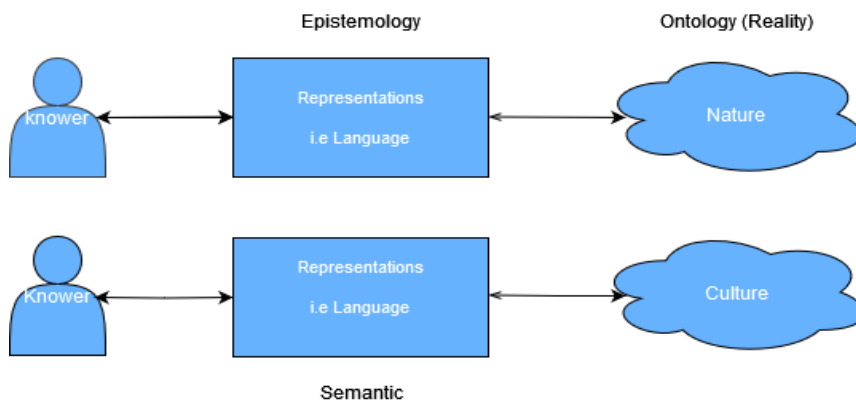 Epistemology
Ontology (Reality)
knower
Representations
i.e Language
Nature
Knower
Representations
i.e Language
Culture
Semantic